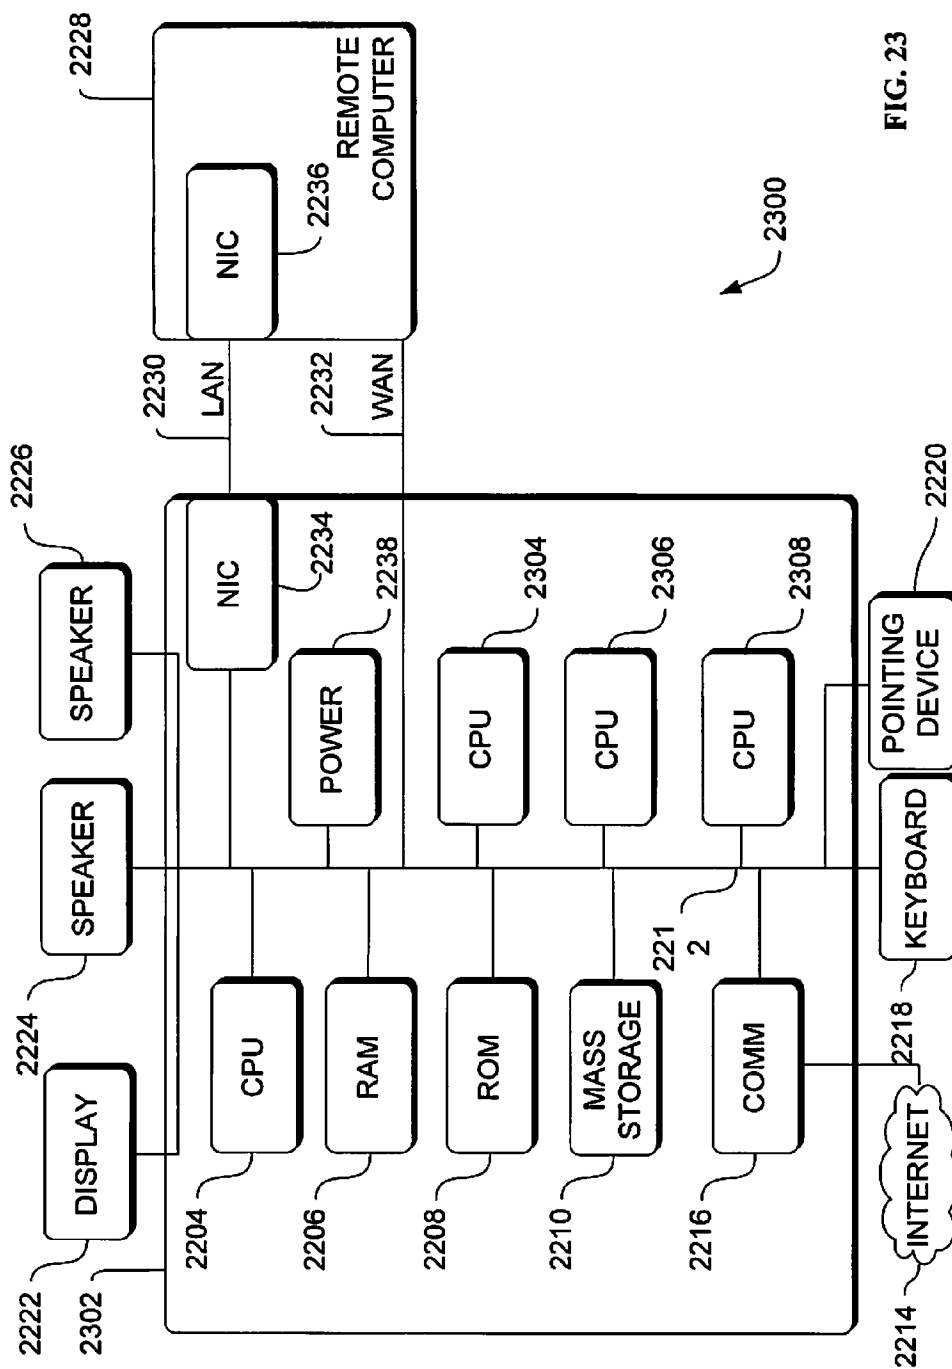 2222
DISPLAY
2224
SPEAKER
SPEAKER
2226
2228
2302
2204
CPU
NIC
2234
2230
LAN
NIC
2236
REMOTE
COMPUTER
2206
RAM
POWER
2238
2232
WAN
2208
ROM
CPU
2304
2210
MASS
STORAGE
CPU
2306
2300
221
2
2216
COMM
CPU
2308
2214
INTERNET
2218
KEYBOARD
POINTING
DEVICE
2220
FIG. 23